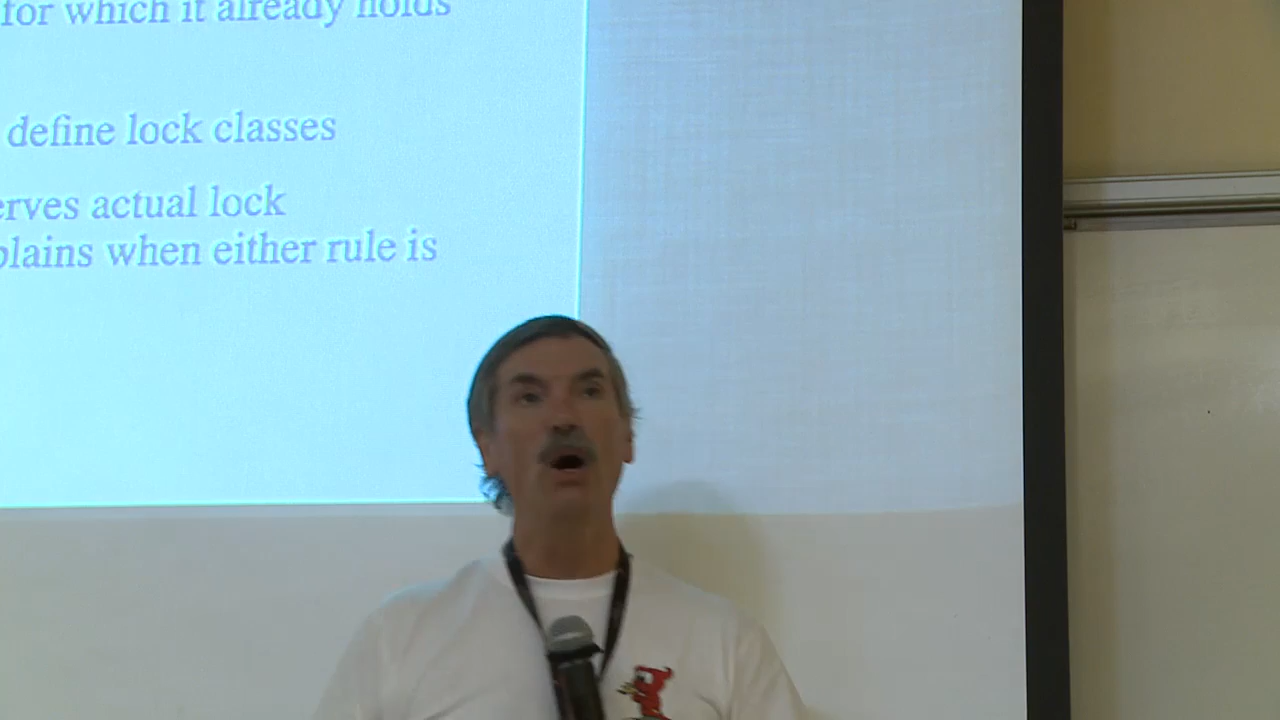 for which it already holds
define lock classes
erves actual lock
plains when either rule is